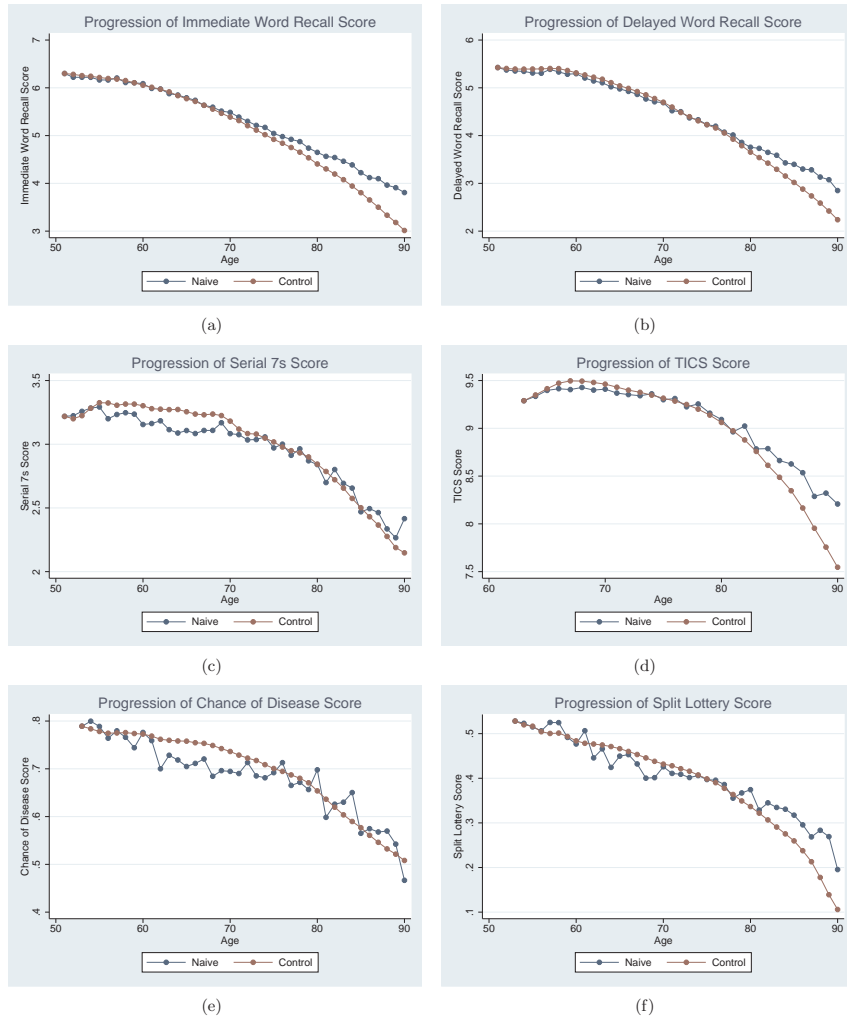 Progression of Immediate Word Recall Score
Immediate Word Recall Score
7
6
5
4
3
50 60 70 80 90
Age
Naive Control
(a)
Progression of Delayed Word Recall Score
Delayed Word Recall Score
6
5
4
3
2
50 60 70 80 90
Age
Naive Control
(b)
Progression of Serial 7s Score
Serial 7s Score
3.5
3
2.5
2
50 60 70 80 90
Age
Naive Control
(c)
Progression of TICS Score
TICS Score
9.5
9
8.5
8
7.5
60 70 80 90
Age
Naive Control
(d)
Progression of Chance of Disease Score
Chance of Disease Score
.8
.7
.6
.5
.4
50 60 70 80 90
Age
Naive Control
(e)
Progression of Split Lottery Score
Split Lottery Score
.5
.4
.3
.2
.1
50 60 70 80 90
Age
Naive Control
(f)